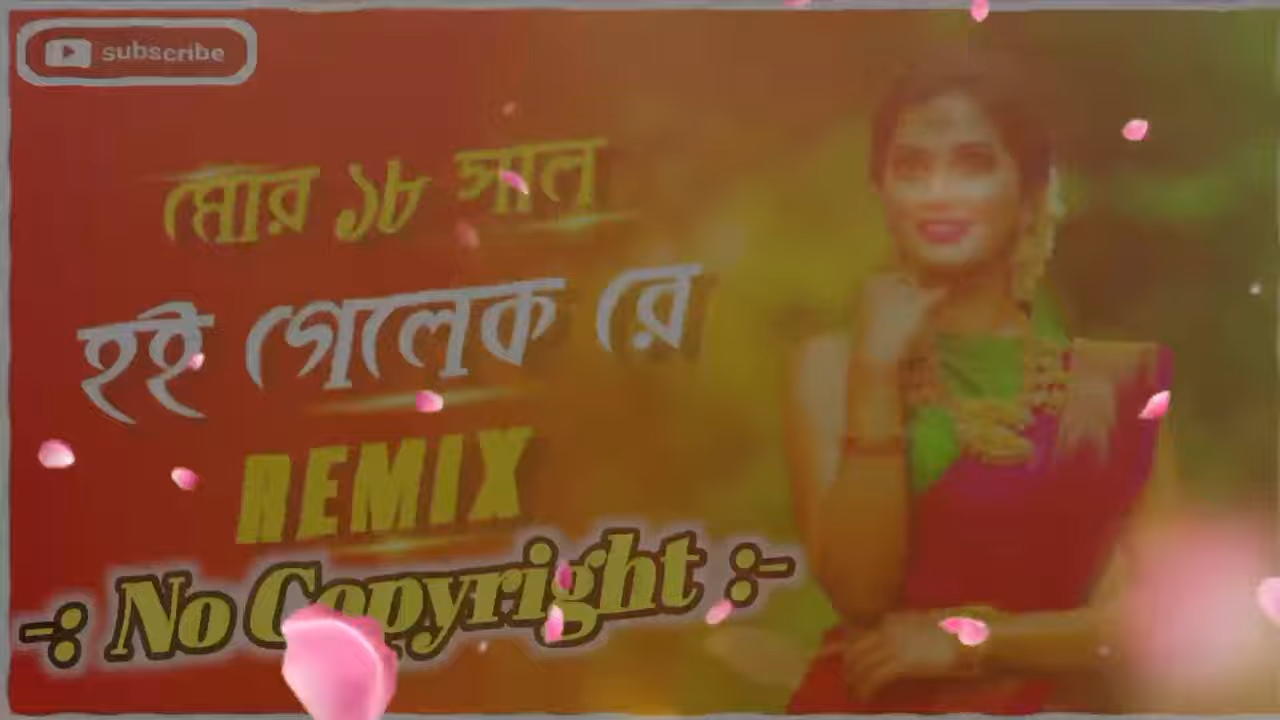 subscribe
মোর ১৮ সাল
হই গেলেক রে
REMIX
-: No Copyright :-